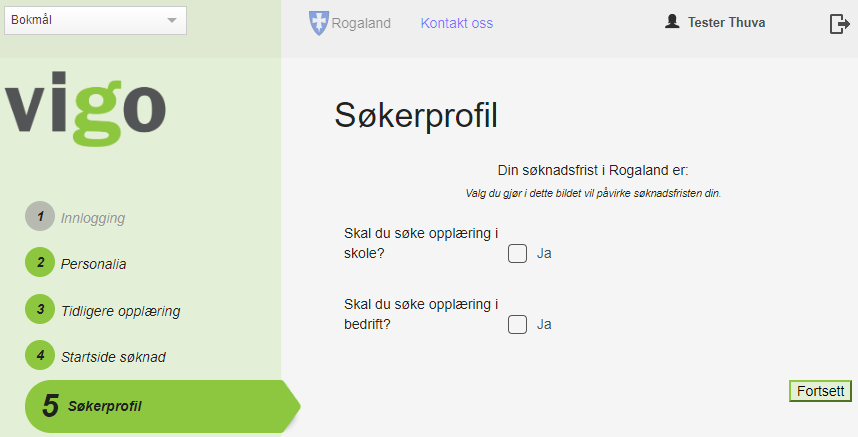 Bokmål
Rogaland
Kontakt oss
Tester Thuva
vigo
Søkerprofil
Din søknadsfrist i Rogaland er:
Valg du gjør i dette bildet vil påvirke søknadsfristen din.
1 Innlogging
2 Personalia
3 Tidligere opplæring
4 Startside søknad
5 Søkerprofil
Skal du søke opplæring i
skole?
Ja
Skal du søke opplæring i
bedrift?
Ja
Fortsett